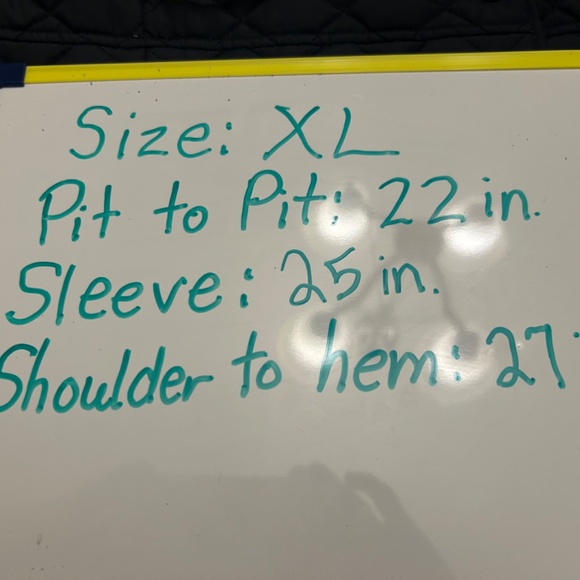 Size: XL
Pit to Pit: 22 in.
Sleeve: 25 in.
Shoulder to hem: 27